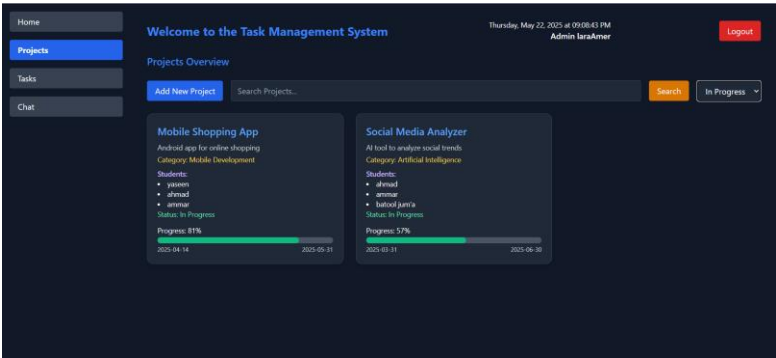 Home
Projects
Tasks
Chat
Welcome to the Task Management System
Thursday, May 22, 2025 at 09:08:43 PM
Admin laraAmer
Logout
Projects Overview
Add New Project
Search Projects...
Search
In Progress
Mobile Shopping App
Android app for online shopping
Category: Mobile Development
Students:
• yaseen
• ahmad
• ammar
Status: In Progress
Progress: 81%
2025-04-14
2025-05-31
Social Media Analyzer
AI tool to analyze social trends
Category: Artificial Intelligence
Students:
• ahmad
• ammar
• batool jum'a
Status: In Progress
Progress: 57%
2025-03-31
2025-06-30